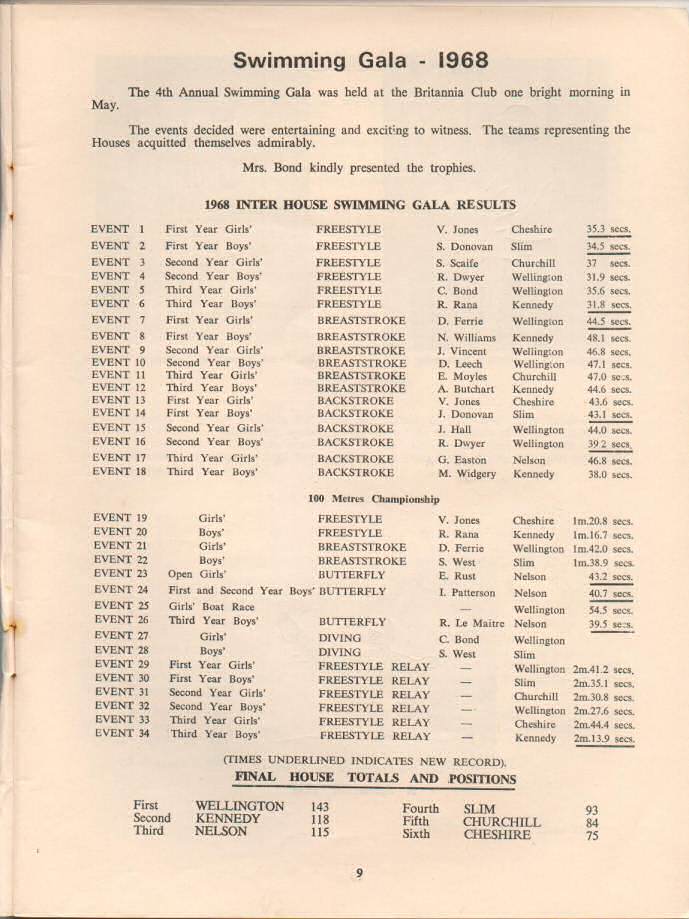 Swimming Gala - 1968
The 4th Annual Swimming Gala was held at the Britannia Club one bright morning in
May.
The events decided were entertaining and exciting to witness. The teams representing the
Houses acquitted themselves admirably.
Mrs. Bond kindly presented the trophies.
1968 INTER HOUSE SWIMMING GALA RESULTS
EVENT 1 First Year Girls' FREESTYLE V. Jones Cheshire 35.3 secs.
EVENT 2 First Year Boys' FREESTYLE S. Donovan Slim 34.5 secs.
EVENT 3 Second Year Girls' FREESTYLE S. Scaife Churchill 37 secs.
EVENT 4 Second Year Boys' FREESTYLE R. Dwyer Wellington 31.9 secs.
EVENT 5 Third Year Girls' FREESTYLE C. Bond Wellington 35.6 secs.
EVENT 6 Third Year Boys' FREESTYLE R. Rana Kennedy 31.8 secs.
EVENT 7 First Year Girls' BREASTSTROKE D. Ferrie Wellington 44.5 secs.
EVENT 8 First Year Boys' BREASTSTROKE N. Williams Kennedy 48.1 secs.
EVENT 9 Second Year Girls' BREASTSTROKE J. Vincent Wellington 46.8 secs.
EVENT 10 Second Year Boys' BREASTSTROKE D. Leech Wellington 47.1 secs.
EVENT 11 Third Year Girls' BREASTSTROKE E. Moyles Churchill 47.0 secs.
EVENT 12 Third Year Boys' BREASTSTROKE A. Butchart Kennedy 44.6 secs.
EVENT 13 First Year Girls' BACKSTROKE V. Jones Cheshire 43.6 secs.
EVENT 14 First Year Boys' BACKSTROKE J. Donovan Slim 43.1 secs.
EVENT 15 Second Year Girls' BACKSTROKE J. Hall Wellington 44.0 secs.
EVENT 16 Second Year Boys' BACKSTROKE R. Dwyer Wellington 39.2 secs.
EVENT 17 Third Year Girls' BACKSTROKE G. Easton Nelson 46.8 secs.
EVENT 18 Third Year Boys' BACKSTROKE M. Widgery Kennedy 38.0 secs.
100 Metres Championship
EVENT 19 Girls' FREESTYLE V. Jones Cheshire 1m.20.8 secs.
EVENT 20 Boys' FREESTYLE R. Rana Kennedy 1m.16.7 secs.
EVENT 21 Girls' BREASTSTROKE D. Ferrie Wellington 1m.42.0 secs.
EVENT 22 Boys' BREASTSTROKE S. West Slim 1m.38.9 secs.
EVENT 23 Open Girls' BUTTERFLY E. Rust Nelson 43.2 secs.
EVENT 24 First and Second Year Boys' BUTTERFLY I. Patterson Nelson 40.7 secs.
EVENT 25 Girls' Boat Race — Wellington 54.5 secs.
EVENT 26 Third Year Boys' BUTTERFLY R. Le Maitre Nelson 39.5 secs.
EVENT 27 Girls' DIVING C. Bond Wellington
EVENT 28 Boys' DIVING S. West Slim
EVENT 29 First Year Girls' FREESTYLE RELAY — Wellington 2m.41.2 secs.
EVENT 30 First Year Boys' FREESTYLE RELAY — Slim 2m.35.1 secs.
EVENT 31 Second Year Girls' FREESTYLE RELAY — Churchill 2m.30.8 secs.
EVENT 32 Second Year Boys' FREESTYLE RELAY — Wellington 2m.27.6 secs.
EVENT 33 Third Year Girls' FREESTYLE RELAY — Cheshire 2m.44.4 secs.
EVENT 34 Third Year Boys' FREESTYLE RELAY — Kennedy 2m.13.9 secs.
(TIMES UNDERLINED INDICATES NEW RECORD).
FINAL HOUSE TOTALS AND POSITIONS
First WELLINGTON 143 Fourth SLIM 93
Second KENNEDY 118 Fifth CHURCHILL 84
Third NELSON 115 Sixth CHESHIRE 75
9